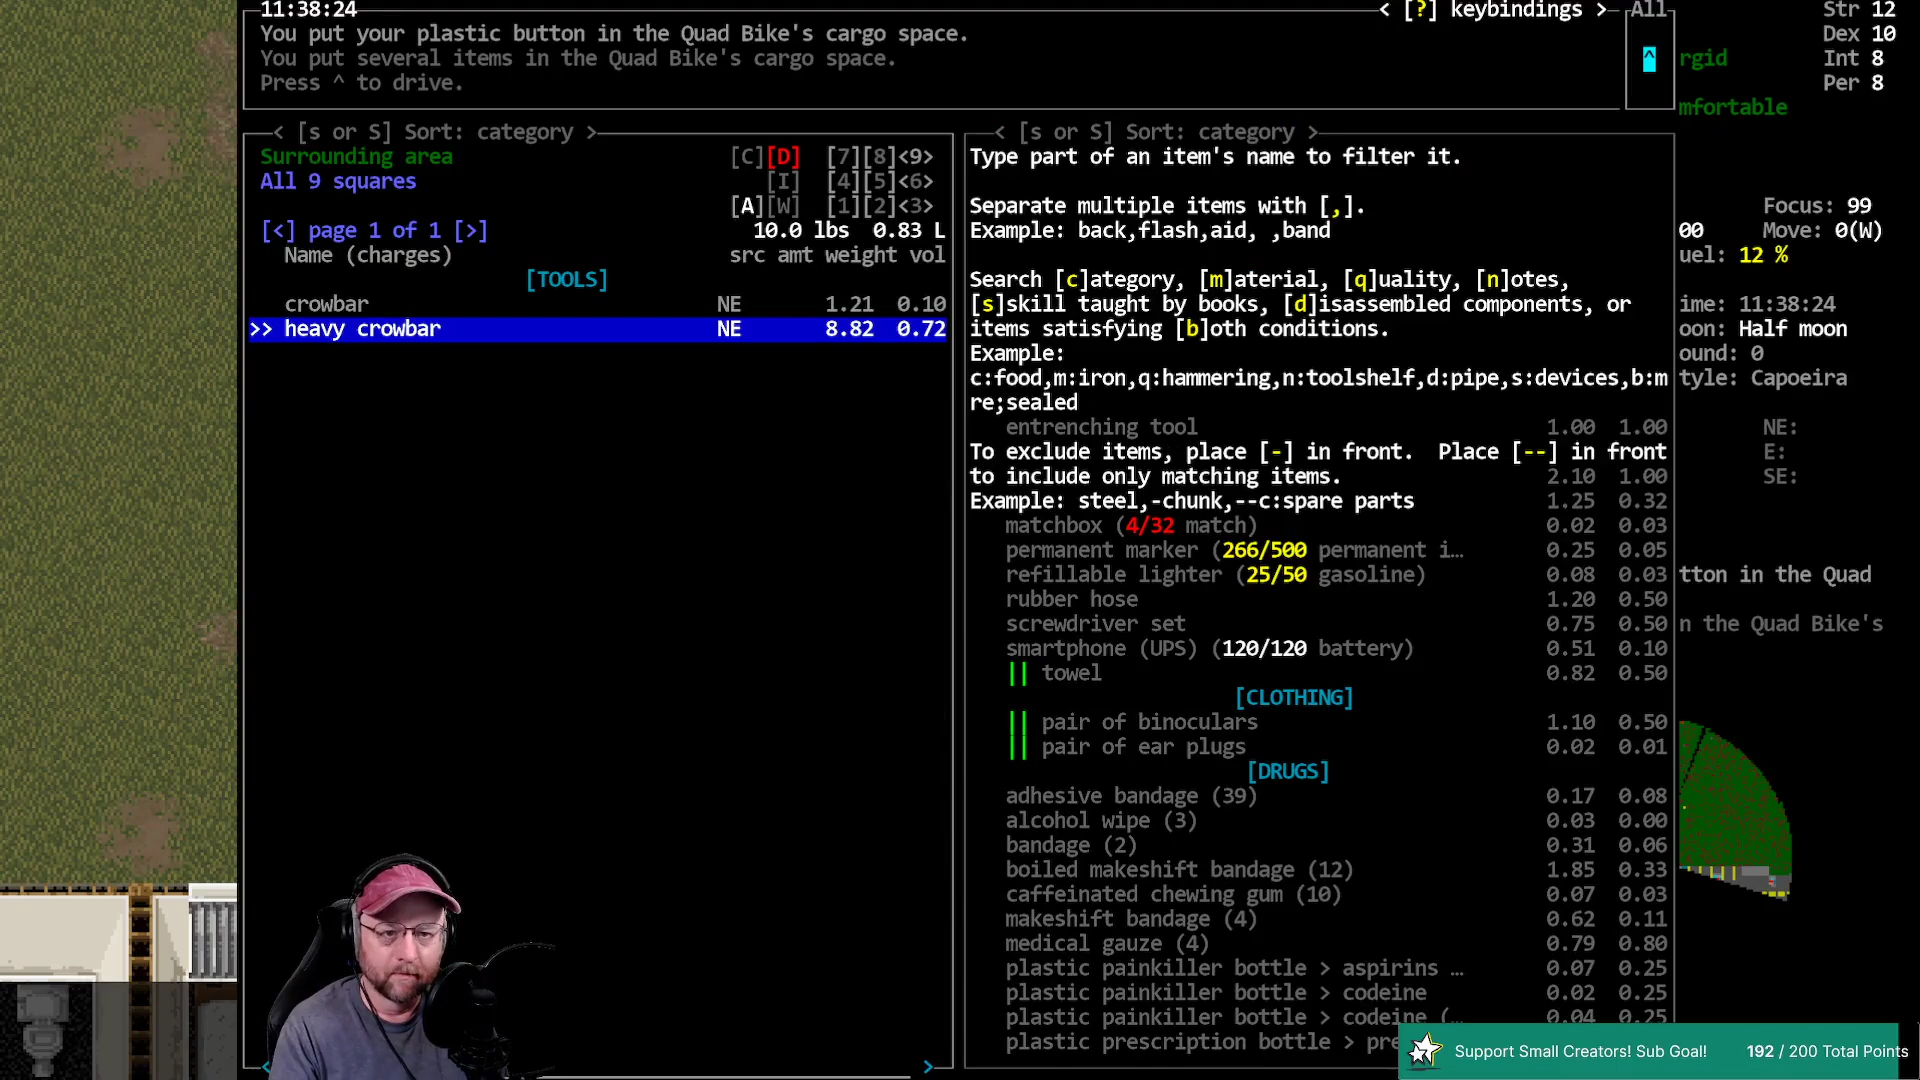 11:38:24
< [?] keybindings >
All
Str 12
You put your plastic button in the Quad Bike's cargo space.
Dex 10
You put several items in the Quad Bike's cargo space.
^
rgid
Int 8
Press ^ to drive.
Per 8
mfortable
< [s or S] Sort: category >
< [s or S] Sort: category >
Surrounding area
[C][D] [7][8]<9>
Type part of an item's name to filter it.
All 9 squares
[I] [4][5]<6>
[A][W] [1][2]<3>
Separate multiple items with [,].
Focus: 99
[<] page 1 of 1 [>]
10.0 lbs 0.83 L
Example: back,flash,aid, ,band
00
Move: 0(W)
Name (charges)
src amt weight vol
uel: 12 %
[TOOLS]
Search [c]ategory, [m]aterial, [q]uality, [n]otes,
crowbar NE 1.21 0.10
[s]skill taught by books, [d]isassembled components, or
ime: 11:38:24
>> heavy crowbar NE 8.82 0.72
items satisfying [b]oth conditions.
oon: Half moon
Example:
ound: 0
c:food,m:iron,q:hammering,n:toolshelf,d:pipe,s:devices,b:m
tyle: Capoeira
re;sealed
entrenching tool 1.00 1.00
NE:
To exclude items, place [-] in front. Place [--] in front
E:
to include only matching items. 2.10 1.00
SE:
Example: steel,-chunk,--c:spare parts 1.25 0.32
matchbox (4/32 match) 0.02 0.03
permanent marker (266/500 permanent i… 0.25 0.05
refillable lighter (25/50 gasoline) 0.08 0.03
tton in the Quad
rubber hose 1.20 0.50
screwdriver set 0.75 0.50
n the Quad Bike's
smartphone (UPS) (120/120 battery) 0.51 0.10
|| towel 0.82 0.50
[CLOTHING]
|| pair of binoculars 1.10 0.50
|| pair of ear plugs 0.02 0.01
[DRUGS]
adhesive bandage (39) 0.17 0.08
alcohol wipe (3) 0.03 0.00
bandage (2) 0.31 0.06
boiled makeshift bandage (12) 1.85 0.33
caffeinated chewing gum (10) 0.07 0.03
makeshift bandage (4) 0.62 0.11
medical gauze (4) 0.79 0.80
plastic painkiller bottle > aspirins … 0.07 0.25
plastic painkiller bottle > codeine 0.02 0.25
plastic painkiller bottle > codeine (… 0.04 0.25
plastic prescription bottle > pre
Support Small Creators! Sub Goal! 192 / 200 Total Points